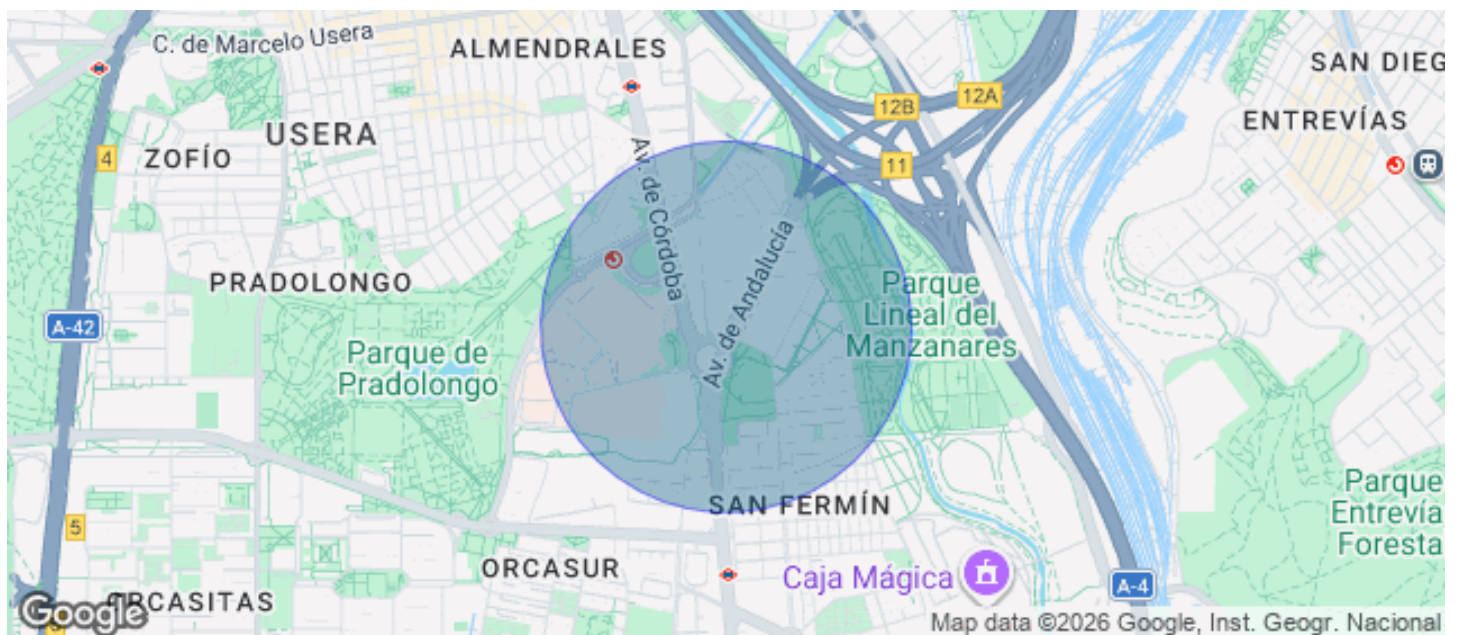 C. de Marcelo Usera
ALMENDRALES
SAN DIEG
12B
12A
ENTREVÍAS
USERA
4
ZOFÍO
11
Av. de Córdoba
Av. de Andalucía
PRADOLONGO
A-42
Parque
Lineal del
Manzanares
Parque de
Pradolongo
SAN FERMÍN
5
Parque
Entrevía
Foresta
ORCASUR
Caja Mágica
A-4
ORCASITAS
Google
Map data ©2026 Google, Inst. Geogr. Nacional